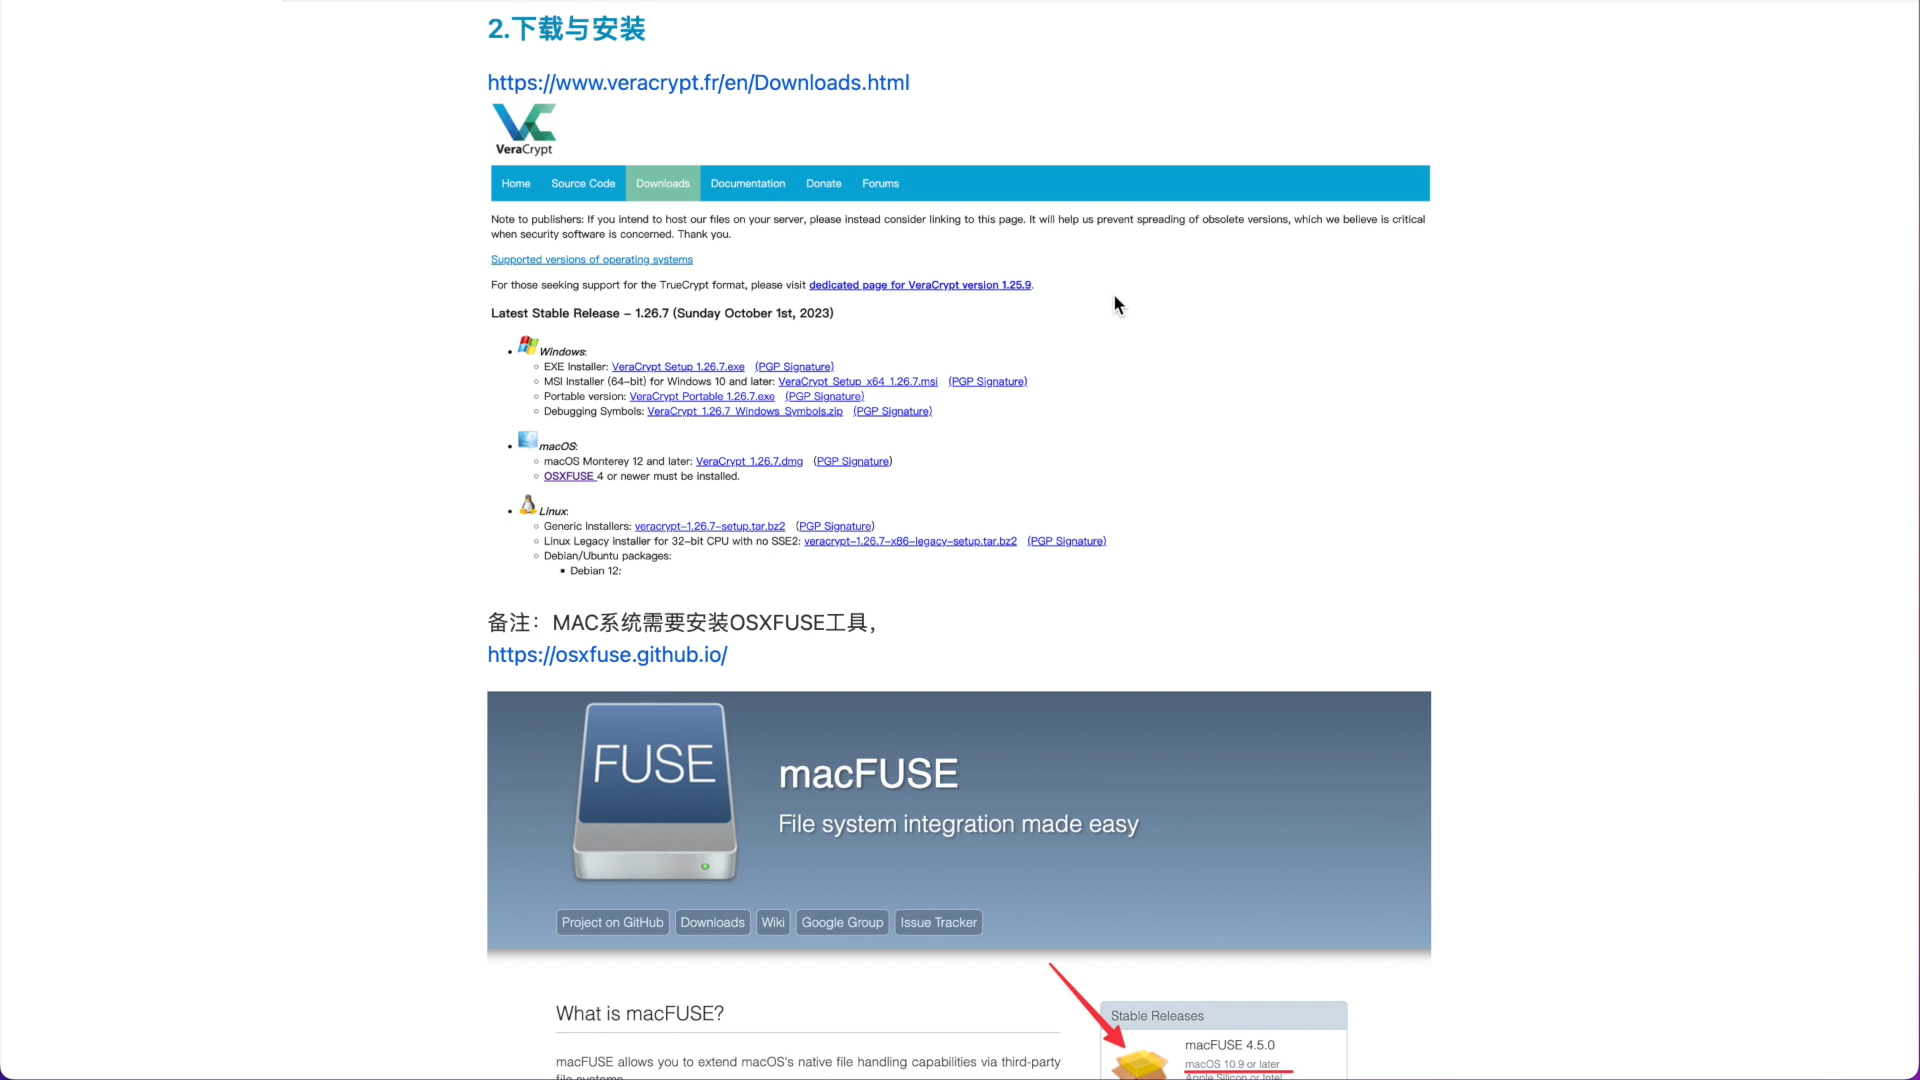 2.下载与安装
https://www.veracrypt.fr/en/Downloads.html
VeraCrypt
Home Source Code Downloads Documentation Donate Forums
Note to publishers: If you intend to host our files on your server, please instead consider linking to this page. It will help us prevent spreading of obsolete versions, which we believe is critical
when security software is concerned. Thank you.
Supported versions of operating systems
For those seeking support for the TrueCrypt format, please visit dedicated page for VeraCrypt version 1.25.9.
Latest Stable Release – 1.26.7 (Sunday October 1st, 2023)
Windows:
EXE Installer: VeraCrypt Setup 1.26.7.exe (PGP Signature)
MSI Installer (64-bit) for Windows 10 and later: VeraCrypt_Setup_x64_1.26.7.msi (PGP Signature)
Portable version: VeraCrypt Portable 1.26.7.exe (PGP Signature)
Debugging Symbols: VeraCrypt_1.26.7_Windows_Symbols.zip (PGP Signature)
macOS:
macOS Monterey 12 and later: VeraCrypt_1.26.7.dmg (PGP Signature)
OSXFUSE 4 or newer must be installed.
Linux:
Generic Installers: veracrypt-1.26.7-setup.tar.bz2 (PGP Signature)
Linux Legacy installer for 32-bit CPU with no SSE2: veracrypt-1.26.7-x86-legacy-setup.tar.bz2 (PGP Signature)
Debian/Ubuntu packages:
Debian 12:
备注：MAC系统需要安装OSXFUSE工具，
https://osxfuse.github.io/
FUSE
macFUSE
File system integration made easy
Project on GitHub Downloads Wiki Google Group Issue Tracker
What is macFUSE?
Stable Releases
macFUSE 4.5.0
macOS 10.9 or later
macFUSE allows you to extend macOS's native file handling capabilities via third-party
file systems
Apple Silicon or Intel